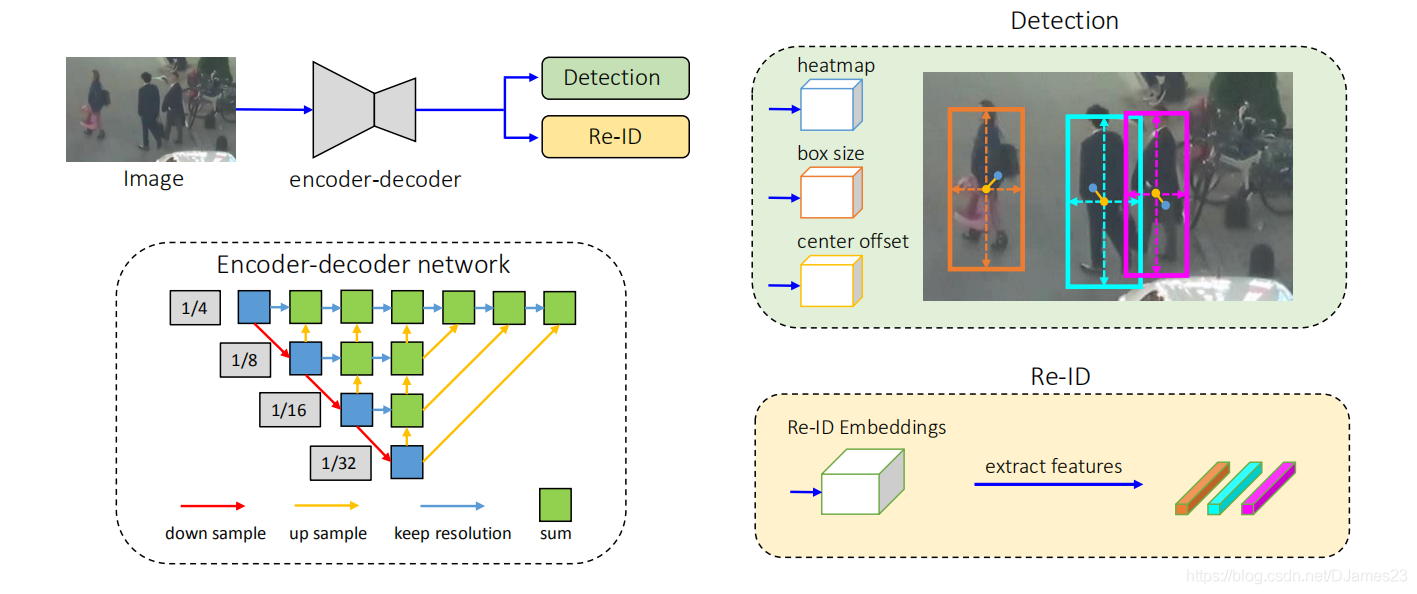 Image
encoder-decoder
Detection
Re-ID
Encoder-decoder network
1/4
1/8
1/16
1/32
down sample
up sample
keep resolution
sum
Detection
heatmap
box size
center offset
Re-ID
Re-ID Embeddings
extract features
https://blog.csdn.net/DJames23